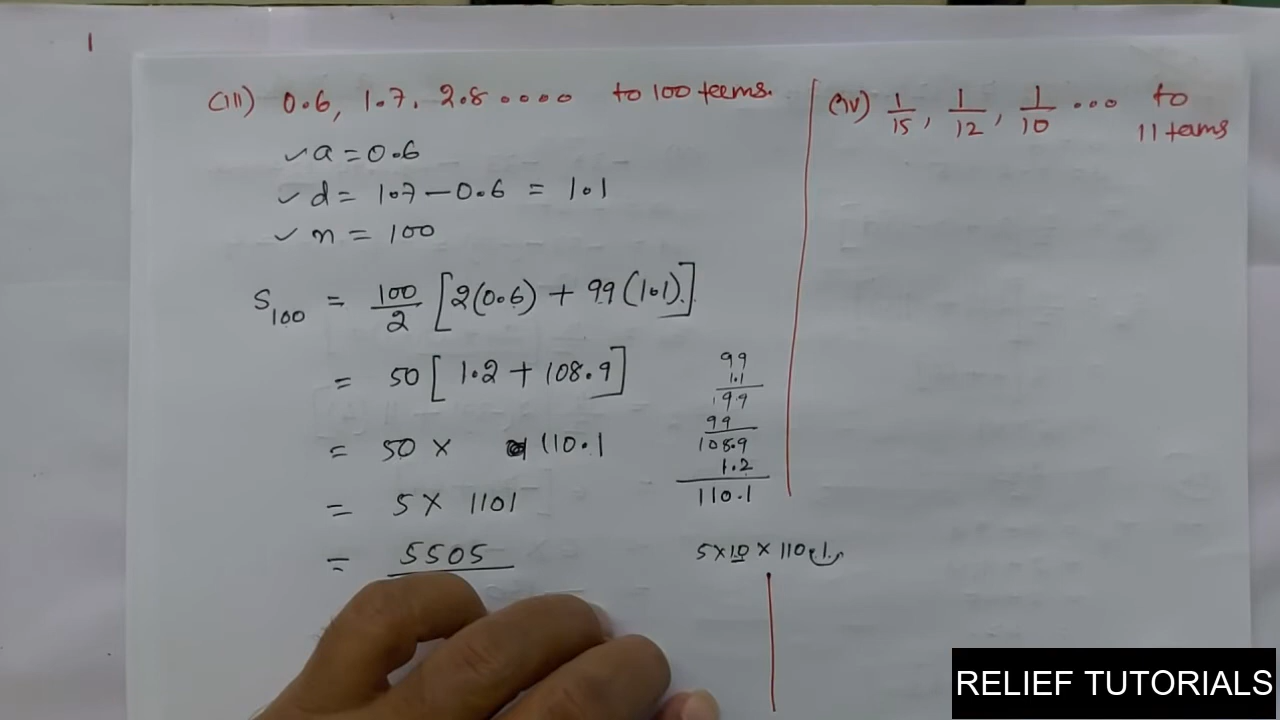 (iii) 0.6, 1.7, 2.8 .... to 100 terms.
a = 0.6
d = 1.7 — 0.6 = 1.1
n = 100
S100 = 100/2 [2(0.6) + 99(1.1)]
= 50 [1.2 + 108.9]
= 50 × 110.1
= 5 × 1101
= 5505
99
1.1
99
99
108.9
1.2
110.1
5×10×110.1
(iv) 1/15, 1/12, 1/10 ... to
11 terms
RELIEF TUTORIALS